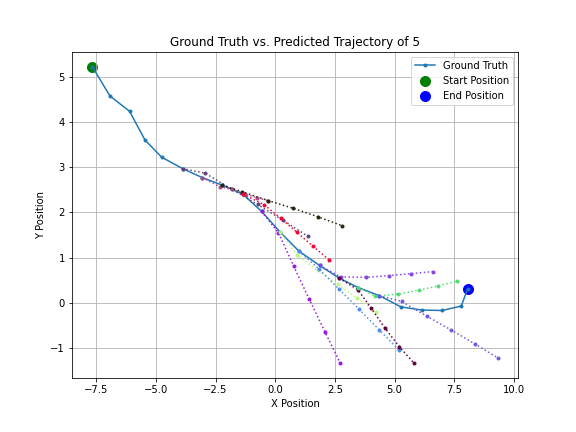 Ground Truth vs. Predicted Trajectory of 5
Ground Truth
Start Position
End Position
Y Position
5
4
3
2
1
0
−1
−7.5 −5.0 −2.5 0.0 2.5 5.0 7.5 10.0
X Position